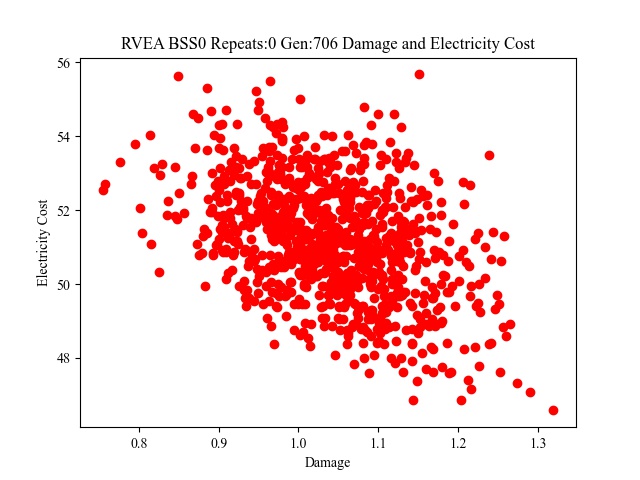 RVEA BSS0 Repeats:0 Gen:706 Damage and Electricity Cost
56
54
52
50
48
Electricity Cost
0.8 0.9 1.0 1.1 1.2 1.3
Damage